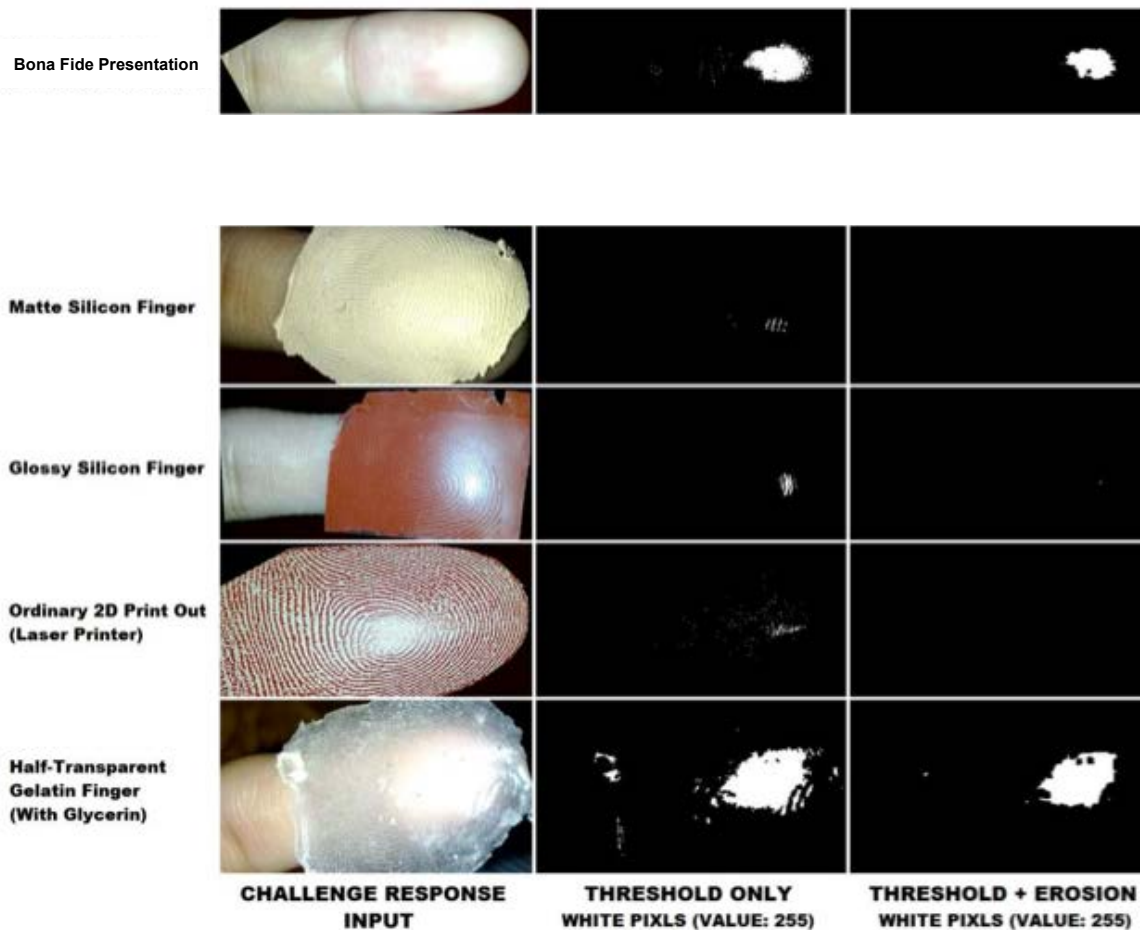 Bona Fide Presentation
Matte Silicon Finger
Glossy Silicon Finger
Ordinary 2D Print Out
(Laser Printer)
Half-Transparent
Gelatin Finger
(With Glycerin)
CHALLENGE RESPONSE
INPUT
THRESHOLD ONLY
WHITE PIXLS (VALUE: 255)
THRESHOLD + EROSION
WHITE PIXLS (VALUE: 255)